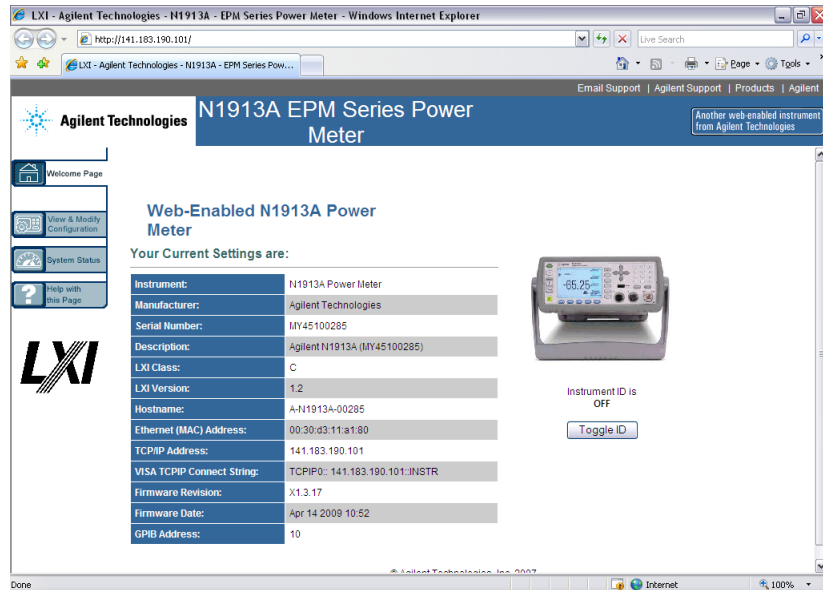 LXI - Agilent Technologies - N1913A - EPM Series Power Meter - Windows Internet Explorer
http://141.183.190.101/
Live Search
LXI - Agilent Technologies - N1913A - EPM Series Pow...
Page
Tools
Email Support | Agilent Support | Products | Agilent
Agilent Technologies
N1913A EPM Series Power
Meter
Another web-enabled instrument
from Agilent Technologies
Welcome Page
View & Modify
Configuration
System Status
Help with
this Page
LXI
Web-Enabled N1913A Power
Meter
Your Current Settings are:
Instrument: N1913A Power Meter
Manufacturer: Agilent Technologies
Serial Number: MY45100285
Description: Agilent N1913A (MY45100285)
LXI Class: C
LXI Version: 1.2
Hostname: A-N1913A-00285
Ethernet (MAC) Address: 00:30:d3:11:a1:80
TCP/IP Address: 141.183.190.101
VISA TCPIP Connect String: TCPIP0:: 141.183.190.101::INSTR
Firmware Revision: X1.3.17
Firmware Date: Apr 14 2009 10:52
GPIB Address: 10
-65.25
Instrument ID is
OFF
Toggle ID
© Agilent Technologies, Inc. 2007
Done
Internet
100%